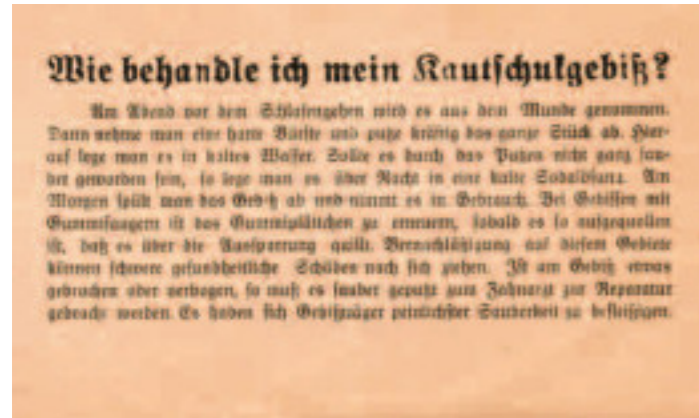 Wie behandle ich mein Kautschukgebiß?
Am Abend vor dem Schlafengehen wird es aus dem Munde genommen.
Dann nehme man eine harte Bürste und putze kräftig das ganze Stück ab. Hier-
auf lege man es in kaltes Wasser. Sollte es durch das Putzen nicht ganz sau-
ber geworden sein, so lege man es über Nacht in eine kalte Sodalösung. Am
Morgen spült man das Gebiß ab und nimmt es in Gebrauch. Bei Gebissen mit
Gummisaugern ist das Gummiplättchen zu erneuern, sobald es so aufgequollen
ist, daß es über die Aussparrung quillt. Vernachlässigung auf diesem Gebiete
können schwere gesundheitliche Schäden nach sich ziehen. Ist am Gebiß etwas
gebrochen oder verbogen, so muß es sauber geputzt zum Zahnarzt zur Reparatur
gebracht werden. Es haben sich Gebißträger peinlichster Sauberkeit zu befleißigen.